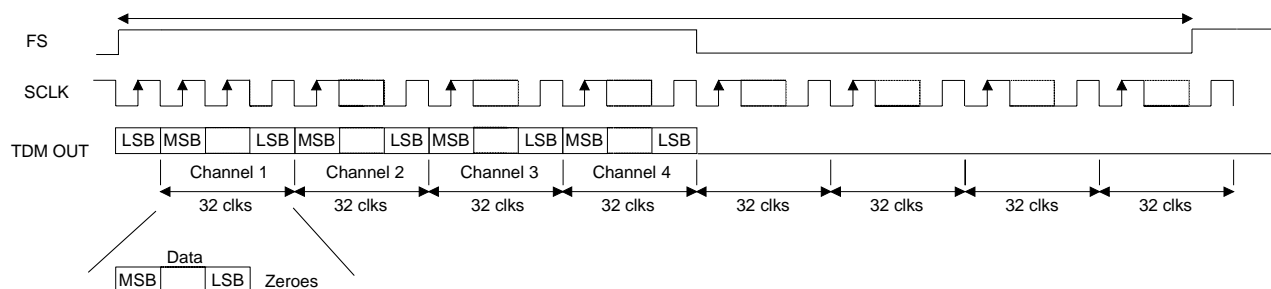 FS
SCLK
TDM OUT
LSB MSB LSB MSB LSB MSB LSB MSB LSB
Channel 1 Channel 2 Channel 3 Channel 4
32 clks 32 clks 32 clks 32 clks 32 clks 32 clks 32 clks 32 clks
Data
MSB LSB Zeroes